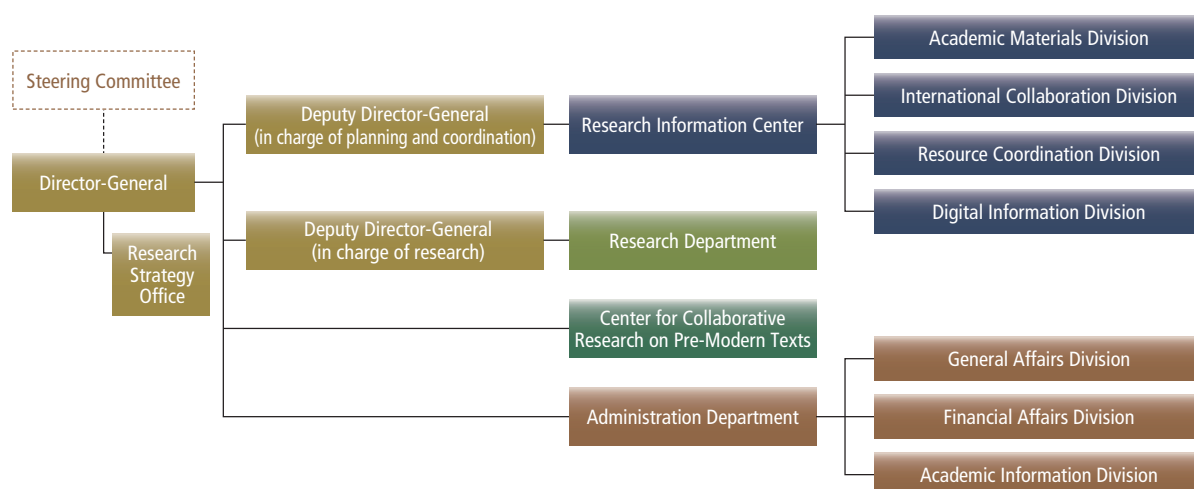 Steering Committee
Director-General
Research
Strategy
Office
Deputy Director-General
(in charge of planning and coordination)
Research Information Center
Academic Materials Division
International Collaboration Division
Resource Coordination Division
Digital Information Division
Deputy Director-General
(in charge of research)
Research Department
Center for Collaborative
Research on Pre-Modern Texts
Administration Department
General Affairs Division
Financial Affairs Division
Academic Information Division